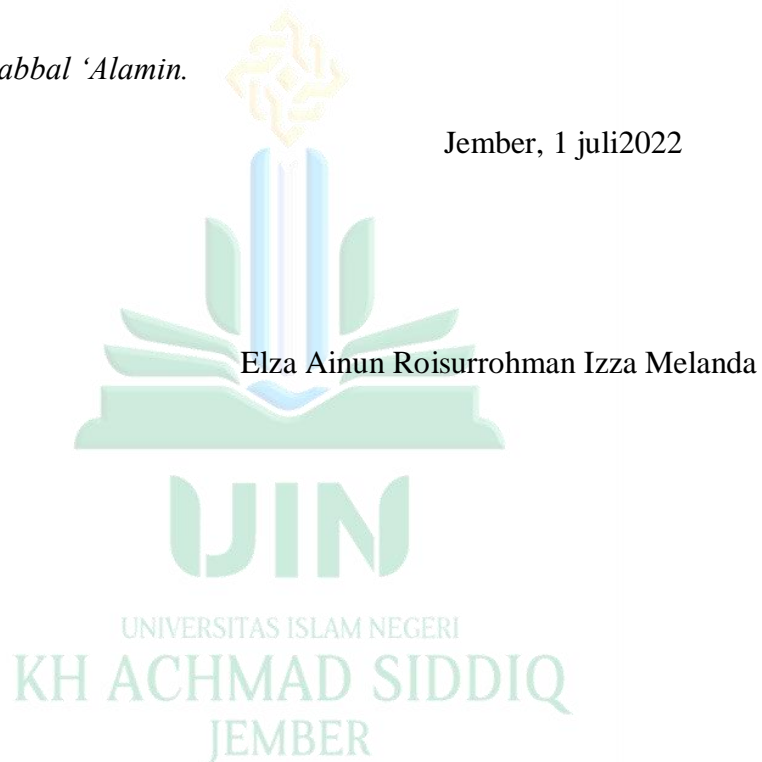 abbal ‘Alamin.
Jember, 1 juli2022
Elza Ainun Roisurrohman Izza Melanda
UIN
UNIVERSITAS ISLAM NEGERI
KH ACHMAD SIDDIQ
JEMBER